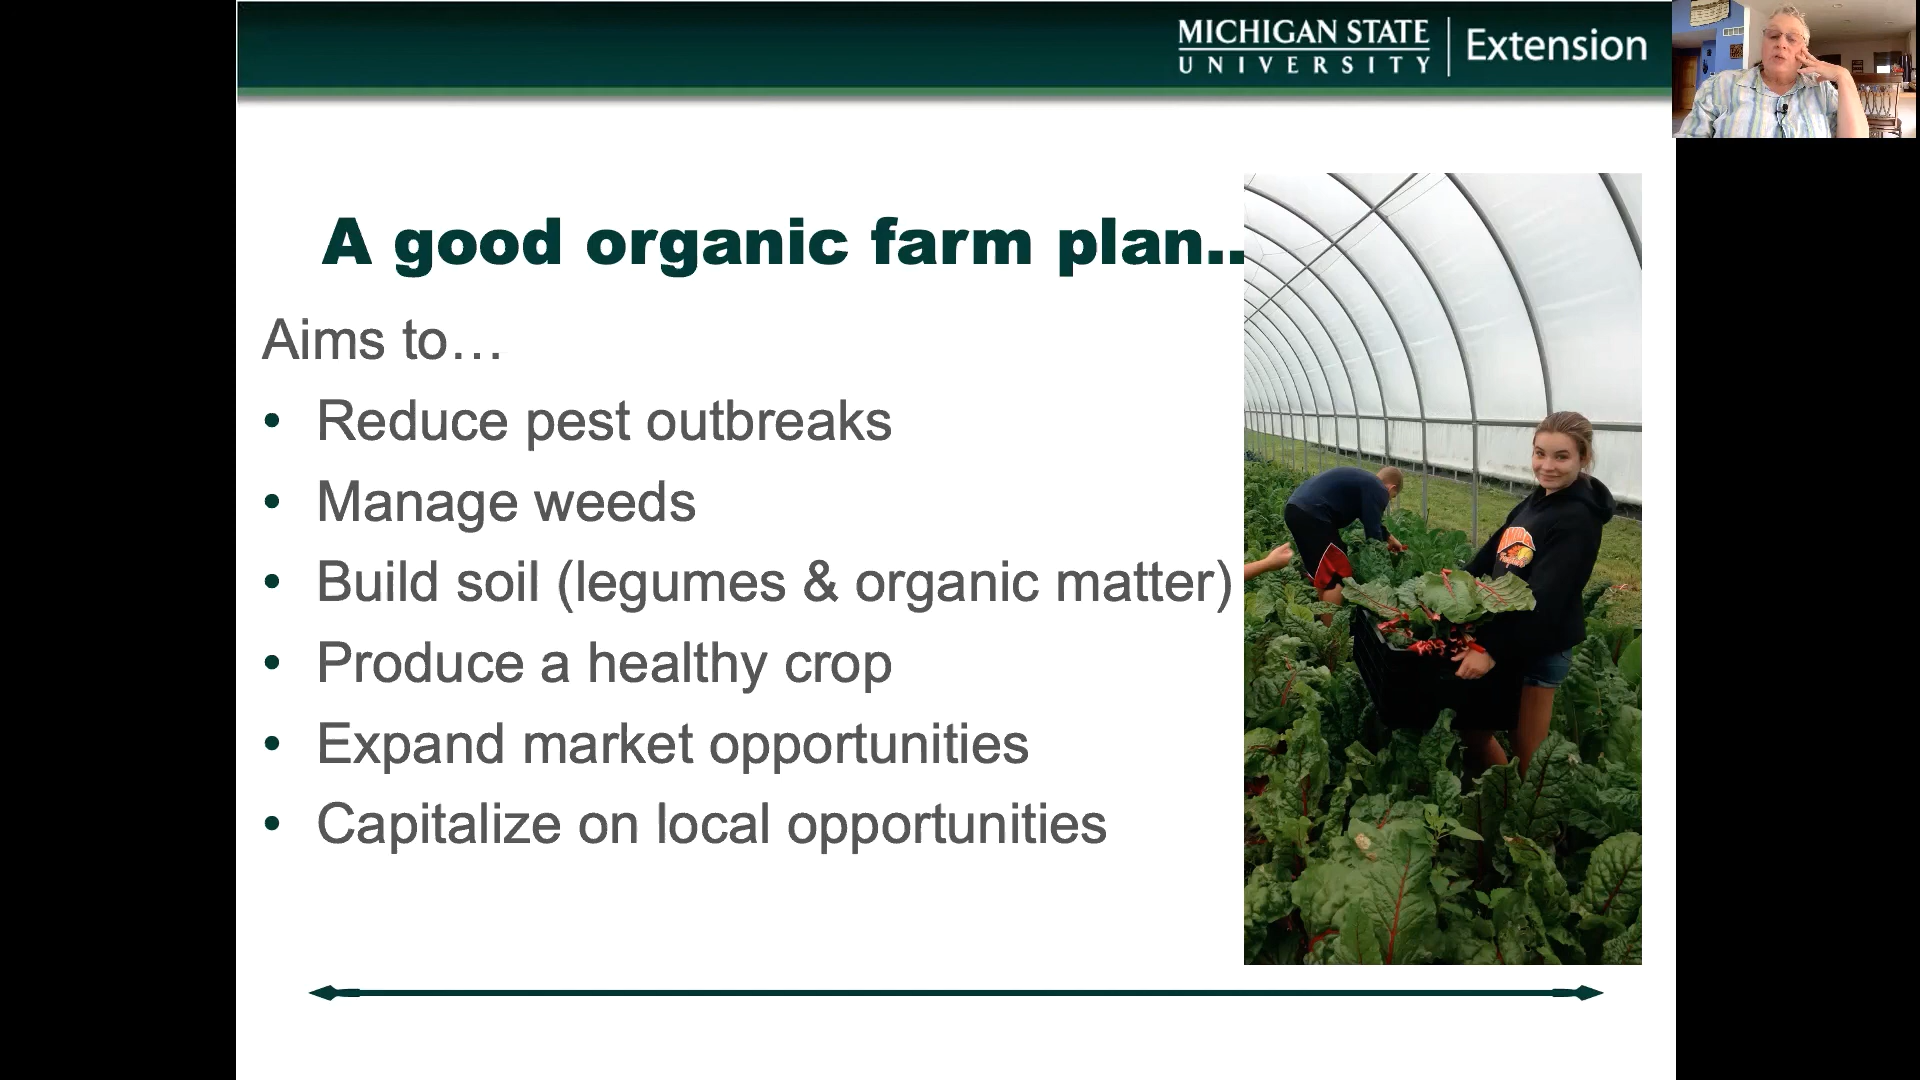 MICHIGAN STATE
UNIVERSITY
Extension
A good organic farm plan..
Aims to…
• Reduce pest outbreaks
• Manage weeds
• Build soil (legumes & organic matter)
• Produce a healthy crop
• Expand market opportunities
• Capitalize on local opportunities